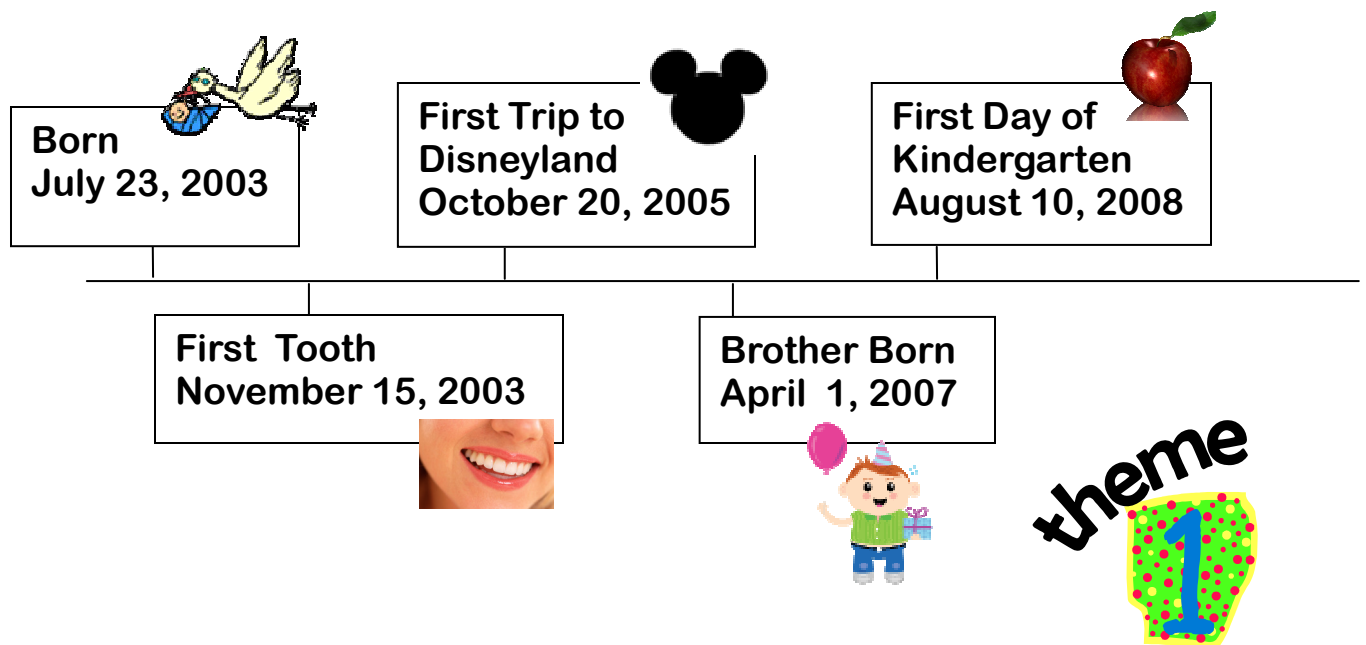 Born
July 23, 2003
First Trip to
Disneyland
October 20, 2005
First Day of
Kindergarten
August 10, 2008
First Tooth
November 15, 2003
Brother Born
April 1, 2007
theme
1